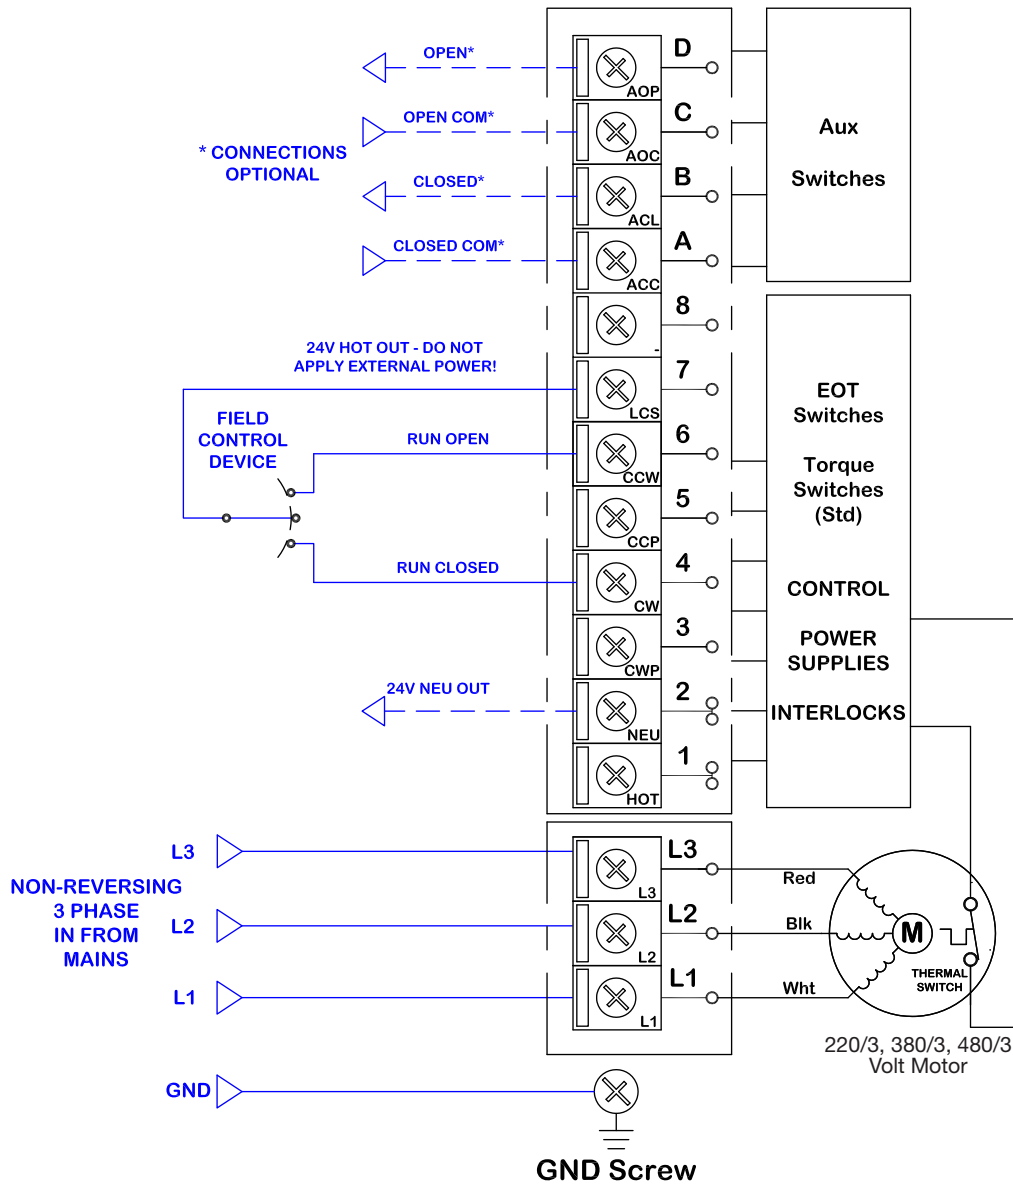 OPEN*
D
AOP
OPEN COM*
C
AOC
* CONNECTIONS
OPTIONAL
CLOSED*
B
ACL
CLOSED COM*
A
ACC
Aux
Switches
8
-
24V HOT OUT - DO NOT
APPLY EXTERNAL POWER!
7
LCS
FIELD
CONTROL
DEVICE
RUN OPEN
6
CCW
5
CCP
RUN CLOSED
4
CW
3
CWP
24V NEU OUT
2
NEU
1
HOT
EOT
Switches
Torque
Switches
(Std)
CONTROL
POWER
SUPPLIES
INTERLOCKS
NON-REVERSING
3 PHASE
IN FROM
MAINS
L3
L3
L3
Red
L2
L2
L2
Blk
L1
L1
L1
Wht
M
THERMAL
SWITCH
220/3, 380/3, 480/3
Volt Motor
GND
GND Screw